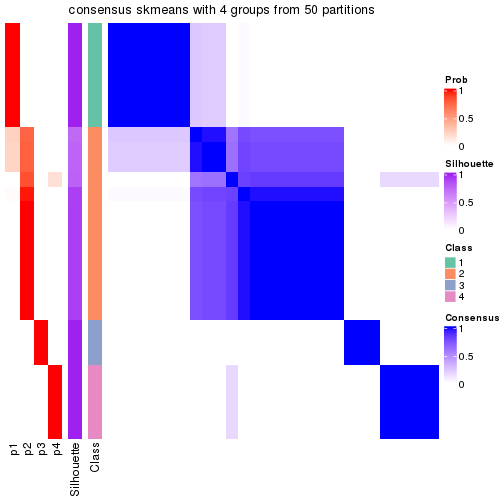 consensus skmeans with 4 groups from 50 partitions
Prob
1
0.5
0
Silhouette
1
0.5
0
Class
1
2
3
4
Consensus
1
0.5
0
p1
p2
p3
p4
Silhouette
Class